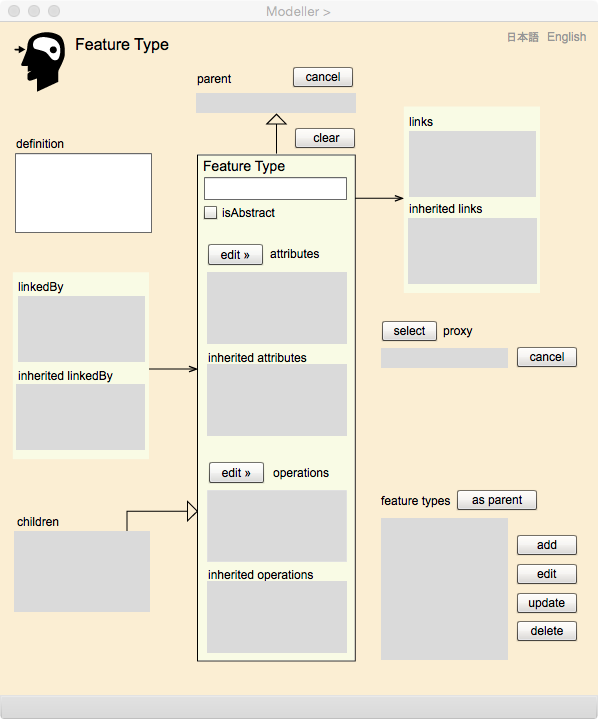 Modeller >
Feature Type
日本語 English
parent
cancel
clear
definition
Feature Type
isAbstract
edit »
attributes
inherited attributes
edit »
operations
inherited operations
links
inherited links
linkedBy
inherited linkedBy
select
proxy
cancel
children
feature types
as parent
add
edit
update
delete